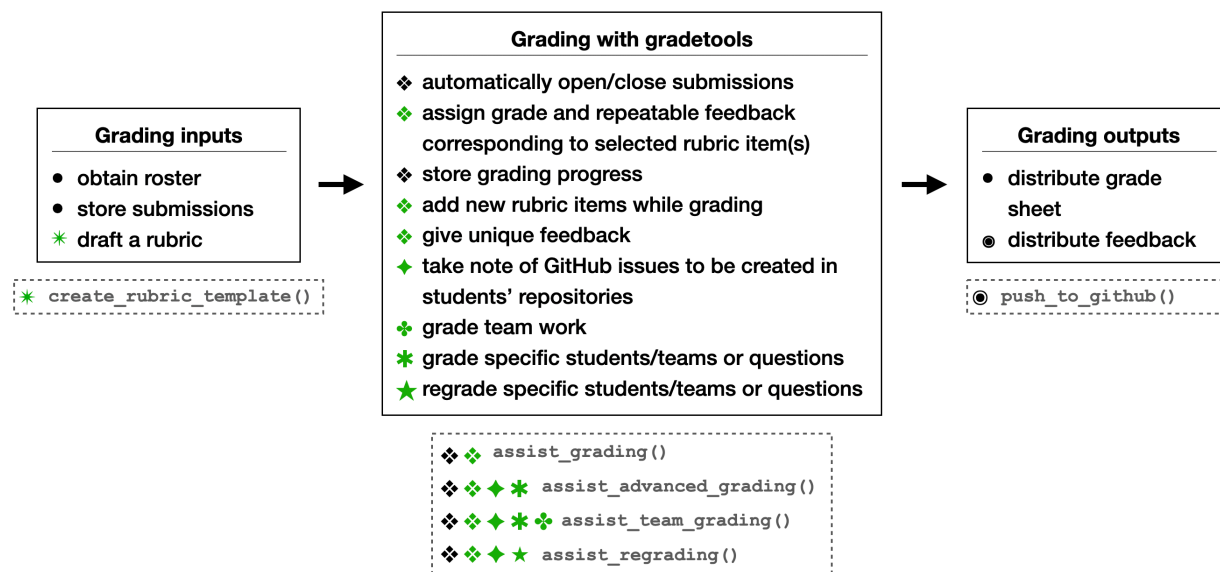 Grading inputs
obtain roster
store submissions
draft a rubric
create_rubric_template()
Grading with gradetools
automatically open/close submissions
assign grade and repeatable feedback
corresponding to selected rubric item(s)
store grading progress
add new rubric items while grading
give unique feedback
take note of GitHub issues to be created in
students’ repositories
grade team work
grade specific students/teams or questions
regrade specific students/teams or questions
assist_grading()
assist_advanced_grading()
assist_team_grading()
assist_regrading()
Grading outputs
distribute grade
sheet
distribute feedback
push_to_github()